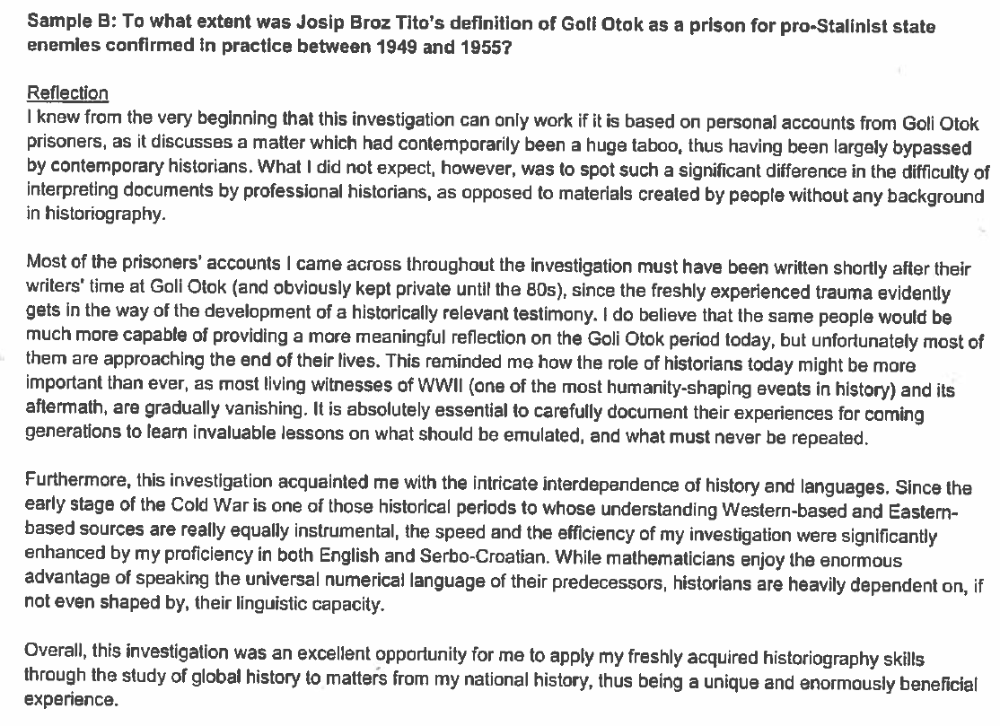 Sample B: To what extent was Josip Broz Tito's definition of Goli Otok as a prison for pro-Stalinist state
enemies confirmed in practice between 1949 and 1955?
Reflection
I knew from the very beginning that this investigation can only work if it is based on personal accounts from Goli Otok
prisoners, as it discusses a matter which had contemporarily been a huge taboo, thus having been largely bypassed
by contemporary historians. What I did not expect, however, was to spot such a significant difference in the difficulty of
interpreting documents by professional historians, as opposed to materials created by people without any background
in historiography.
Most of the prisoners' accounts I came across throughout the investigation must have been written shortly after their
writers' time at Goli Otok (and obviously kept private until the 80s), since the freshly experienced trauma evidently
gets in the way of the development of a historically relevant testimony. I do believe that the same people would be
much more capable of providing a more meaningful reflection on the Goli Otok period today, but unfortunately most of
them are approaching the end of their lives. This reminded me how the role of historians today might be more
important than ever, as most living witnesses of WWII (one of the most humanity-shaping events in history) and its
aftermath, are gradually vanishing. It is absolutely essential to carefully document their experiences for coming
generations to learn invaluable lessons on what should be emulated, and what must never be repeated.
Furthermore, this investigation acquainted me with the intricate interdependence of history and languages. Since the
early stage of the Cold War is one of those historical periods to whose understanding Western-based and Eastern-
based sources are really equally instrumental, the speed and the efficiency of my investigation were significantly
enhanced by my proficiency in both English and Serbo-Croatian. While mathematicians enjoy the enormous
advantage of speaking the universal numerical language of their predecessors, historians are heavily dependent on, if
not even shaped by, their linguistic capacity.
Overall, this investigation was an excellent opportunity for me to apply my freshly acquired historiography skills
through the study of global history to matters from my national history, thus being a unique and enormously beneficial
experience.